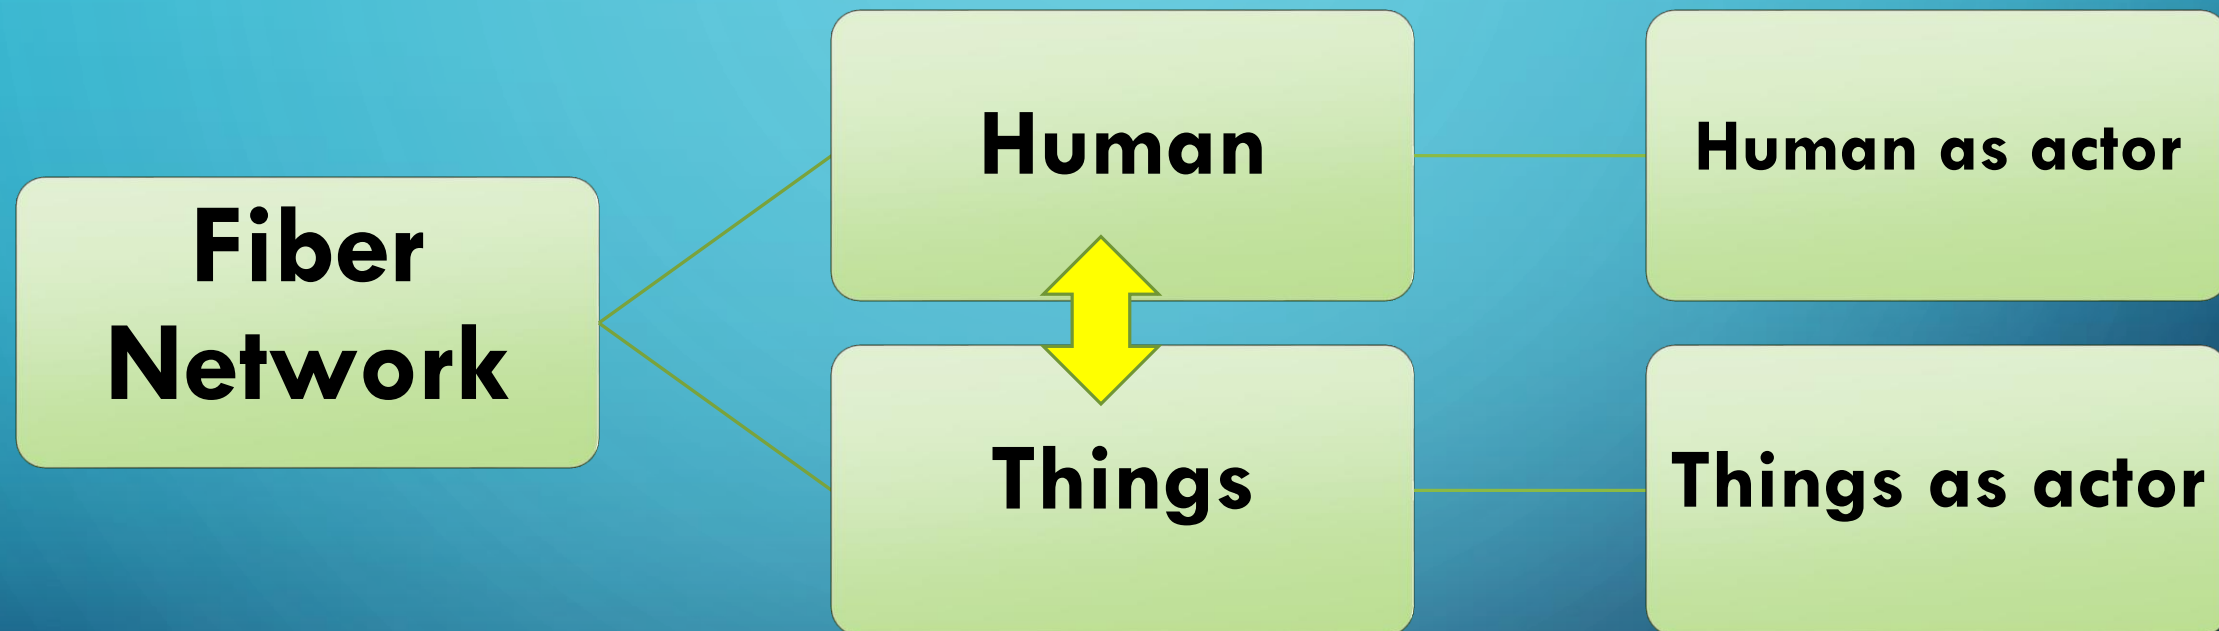 Fiber
Network
Human
Things
Human as actor
Things as actor